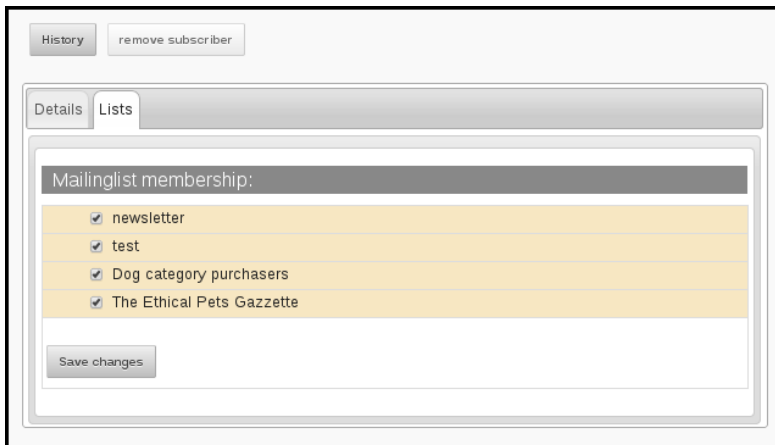 History remove subscriber
Details Lists
Mailinglist membership:
newsletter
test
Dog category purchasers
The Ethical Pets Gazzette
Save changes